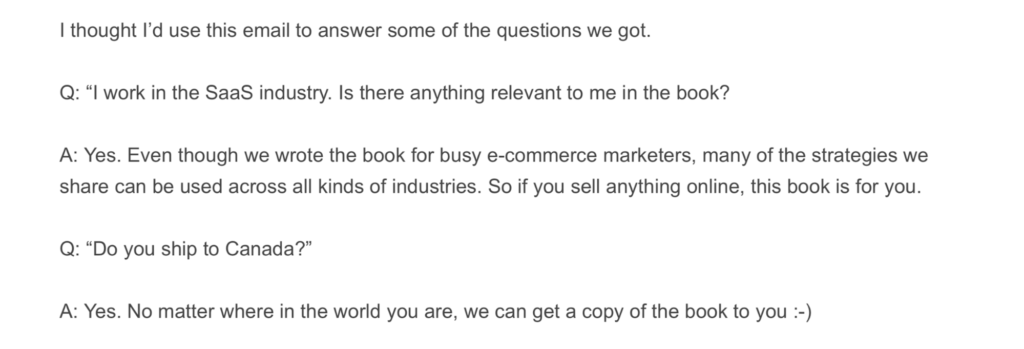 I thought I’d use this email to answer some of the questions we got.
Q: “I work in the SaaS industry. Is there anything relevant to me in the book?
A: Yes. Even though we wrote the book for busy e-commerce marketers, many of the strategies we
share can be used across all kinds of industries. So if you sell anything online, this book is for you.
Q: “Do you ship to Canada?”
A: Yes. No matter where in the world you are, we can get a copy of the book to you :-)